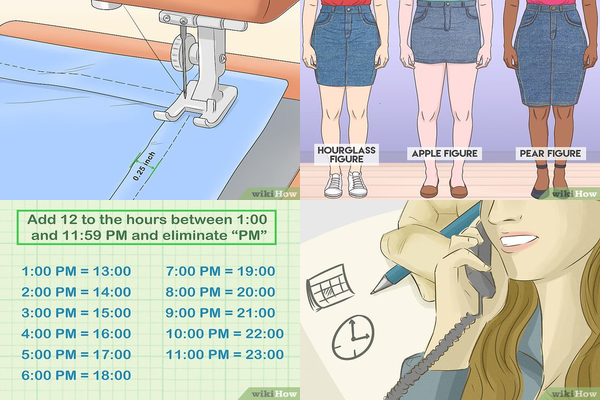 0.25 inch
wikiHow
HOURGLASS
FIGURE
APPLE FIGURE
PEAR FIGURE
wikiHow
Add 12 to the hours between 1:00
and 11:59 PM and eliminate “PM”
1:00 PM = 13:00
2:00 PM = 14:00
3:00 PM = 15:00
4:00 PM = 16:00
5:00 PM = 17:00
6:00 PM = 18:00
7:00 PM = 19:00
8:00 PM = 20:00
9:00 PM = 21:00
10:00 PM = 22:00
11:00 PM = 23:00
wikiHow
wikiHow